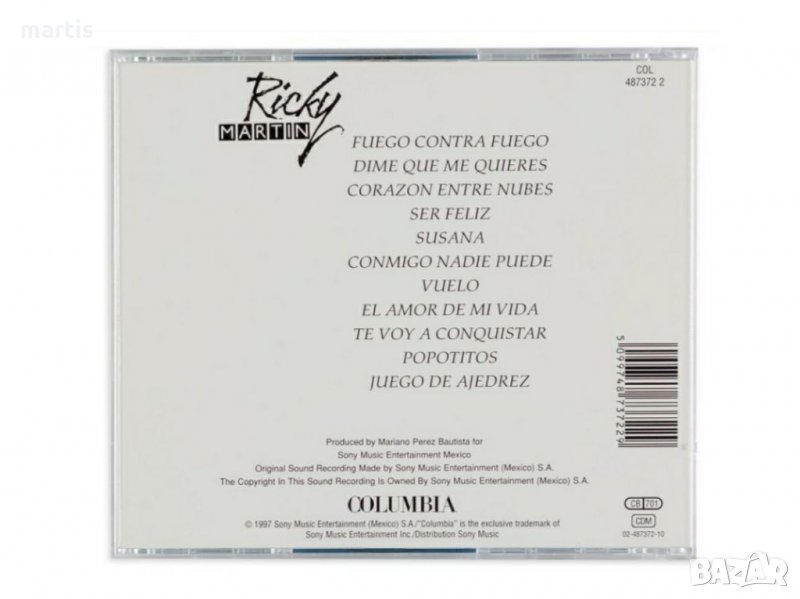 martis
Ricky
MARTIN
COL
487372 2
FUEGO CONTRA FUEGO
DIME QUE ME QUIERES
CORAZON ENTRE NUBES
SER FELIZ
SUSANA
CONMIGO NADIE PUEDE
VUELO
EL AMOR DE MI VIDA
TE VOY A CONQUISTAR
POPOTITOS
JUEGO DE AJEDREZ
5099748737229
Produced by Mariano Perez Bautista for
Sony Music Entertainment Mexico
Original Sound Recording Made by Sony Music Entertainment (Mexico) S.A.
The Copyright In This Sound Recording Is Owned By Sony Music Entertainment (Mexico) S.A.
COLUMBIA
© 1997 Sony Music Entertainment (Mexico) S.A./"Columbia" is the exclusive trademark of
Sony Music Entertainment Inc./Distribution Sony Music
CB 701
CDM
02-487372-10
BAZAR